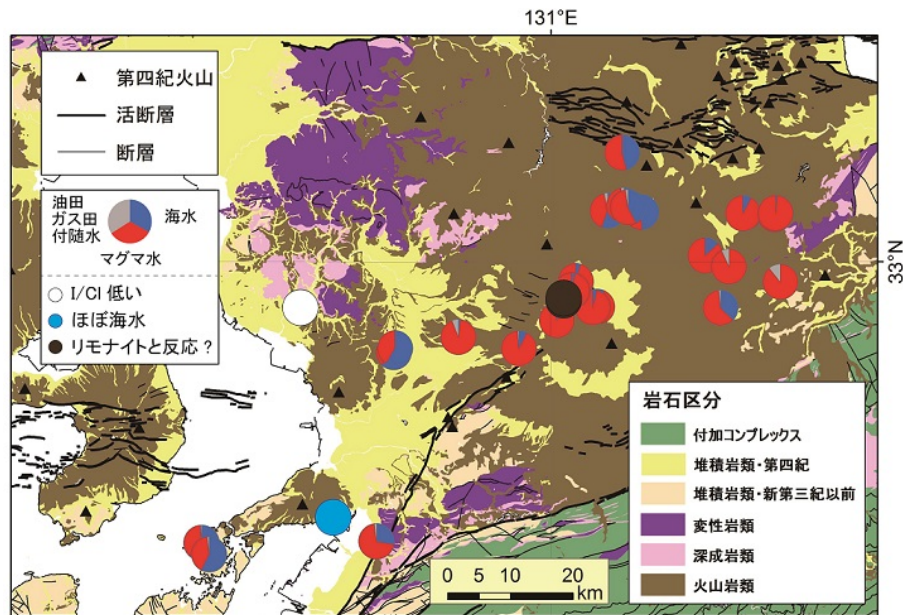 131°E
第四紀火山
活断層
断層
油田
ガス田
付随水
海水
マグマ水
I/Cl 低い
ほぼ海水
リモナイトと反応？
33°N
岩石区分
付加コンプレックス
堆積岩類・第四紀
堆積岩類・新第三紀以前
変性岩類
深成岩類
火山岩類
0 5 10 20
km